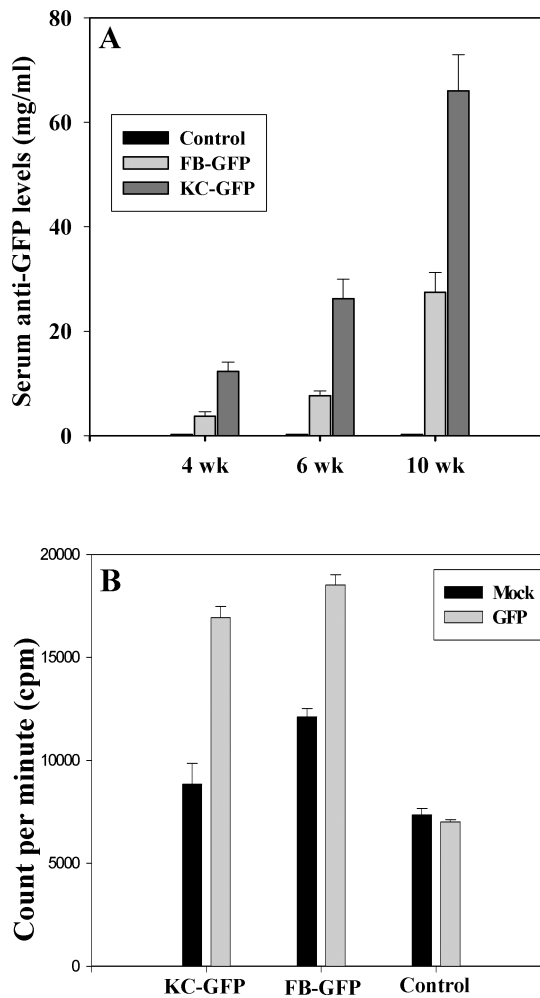 A
Serum anti-GFP levels (mg/ml)
80
60
40
20
0
Control
FB-GFP
KC-GFP
4 wk
6 wk
10 wk
B
Count per minute (cpm)
20000
15000
10000
5000
0
Mock
GFP
KC-GFP
FB-GFP
Control